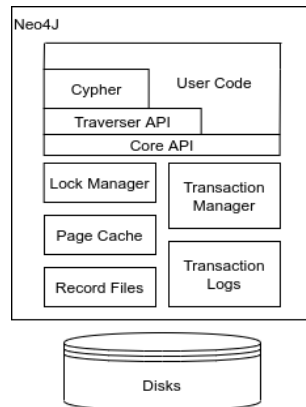 Neo4J
Cypher
User Code
Traverser API
Core API
Lock Manager
Transaction
Manager
Page Cache
Transaction
Logs
Record Files
Disks